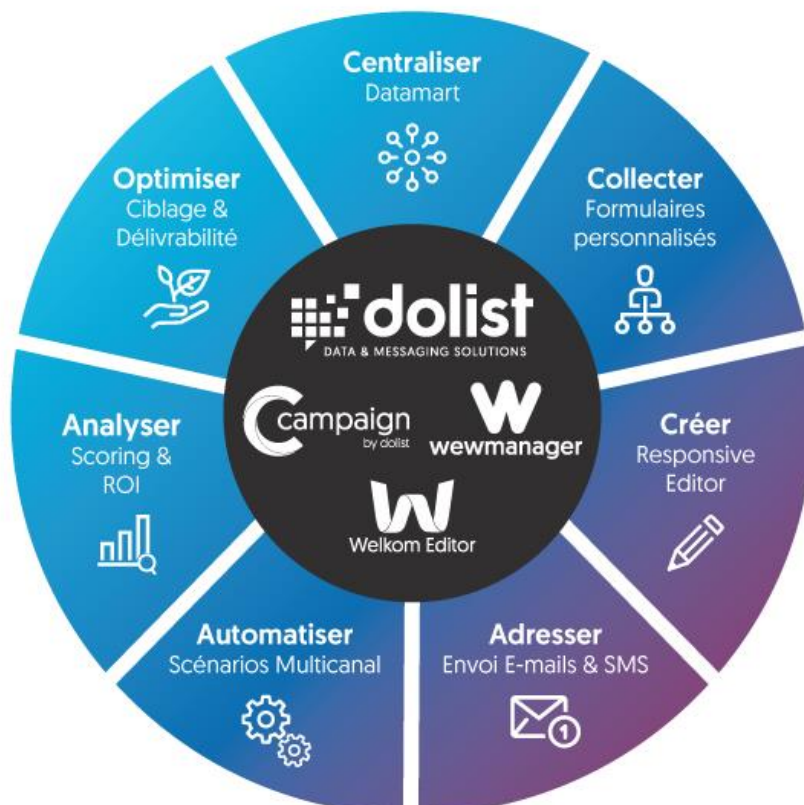 Centraliser
Datamart
Collecter
Formulaires
personnalisés
Créer
Responsive
Editor
Adresser
Envoi E-mails & SMS
1
Automatiser
Scénarios Multicanal
Analyser
Scoring &
ROI
Optimiser
Ciblage &
Délivrabilité
dolist
DATA & MESSAGING SOLUTIONS
campaign
by dolist
wewmanager
Welkom Editor